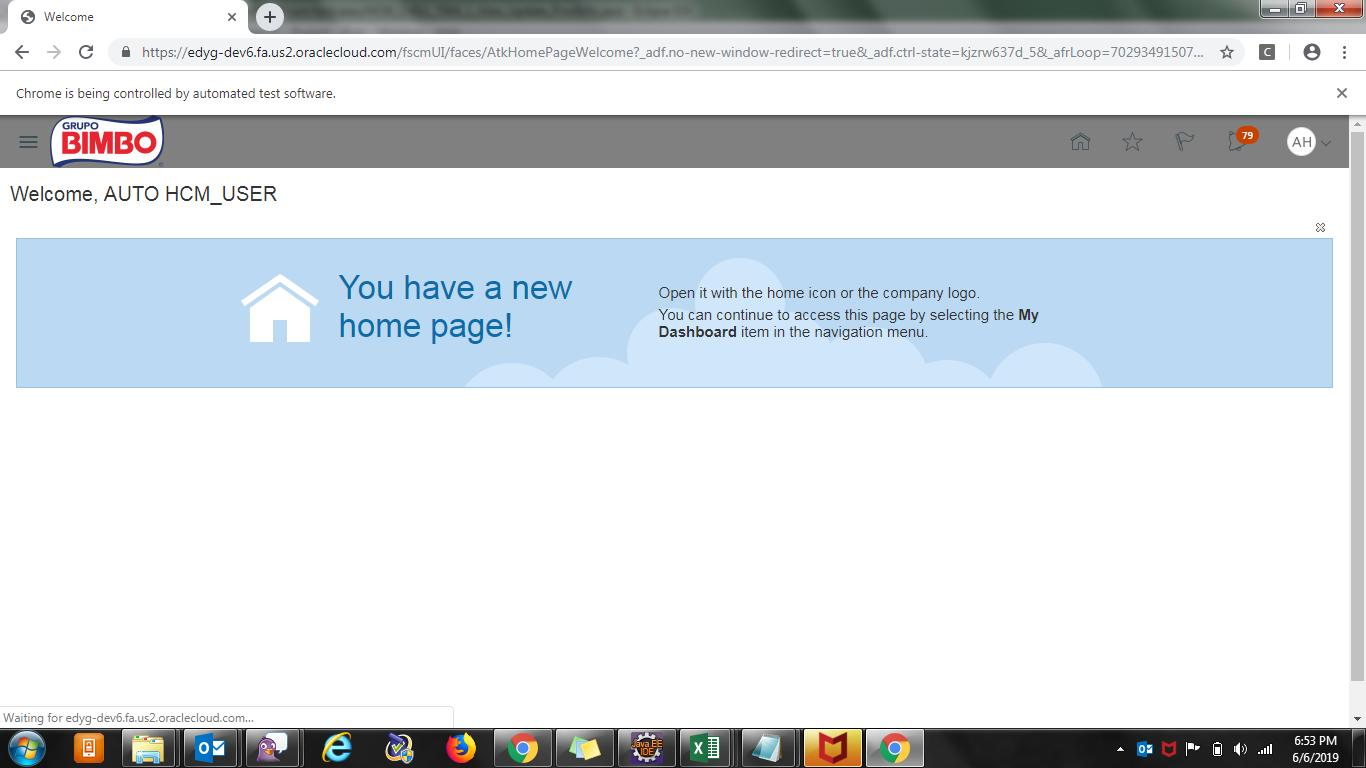 Welcome
https://edyg-dev6.fa.us2.oraclecloud.com/fscmUI/faces/AtkHomePageWelcome?_adf.no-new-window-redirect=true&_adf.ctrl-state=kjzrw637d_5&_afrLoop=70293491507...
C
Chrome is being controlled by automated test software.
GRUPO
BIMBO
79
AH
Welcome, AUTO HCM_USER
You have a new
home page!
Open it with the home icon or the company logo.
You can continue to access this page by selecting the My
Dashboard item in the navigation menu.
Waiting for edyg-dev6.fa.us2.oraclecloud.com...
Java EE
IDE
6:53 PM
6/6/2019